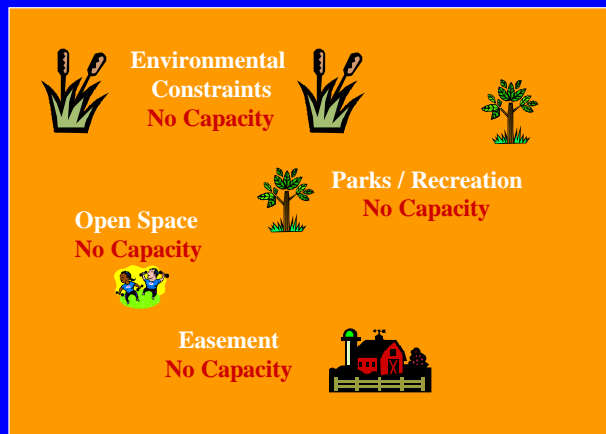 Environmental
Constraints
No Capacity
Parks / Recreation
No Capacity
Open Space
No Capacity
Easement
No Capacity